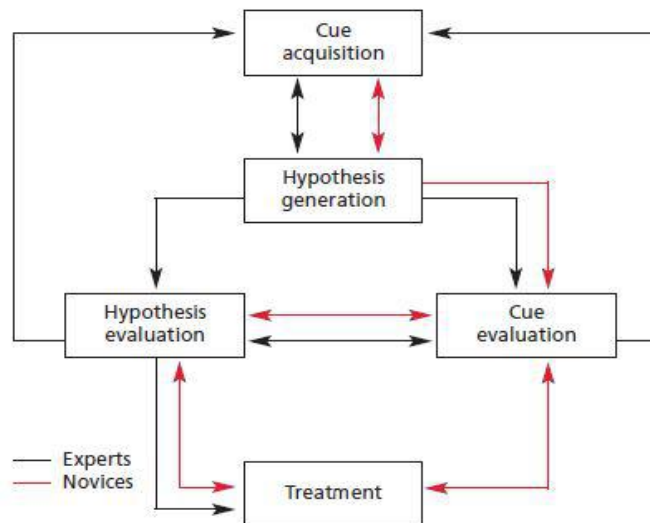 Cue
acquisition
Hypothesis
generation
Hypothesis
evaluation
Cue
evaluation
Experts
Novices
Treatment